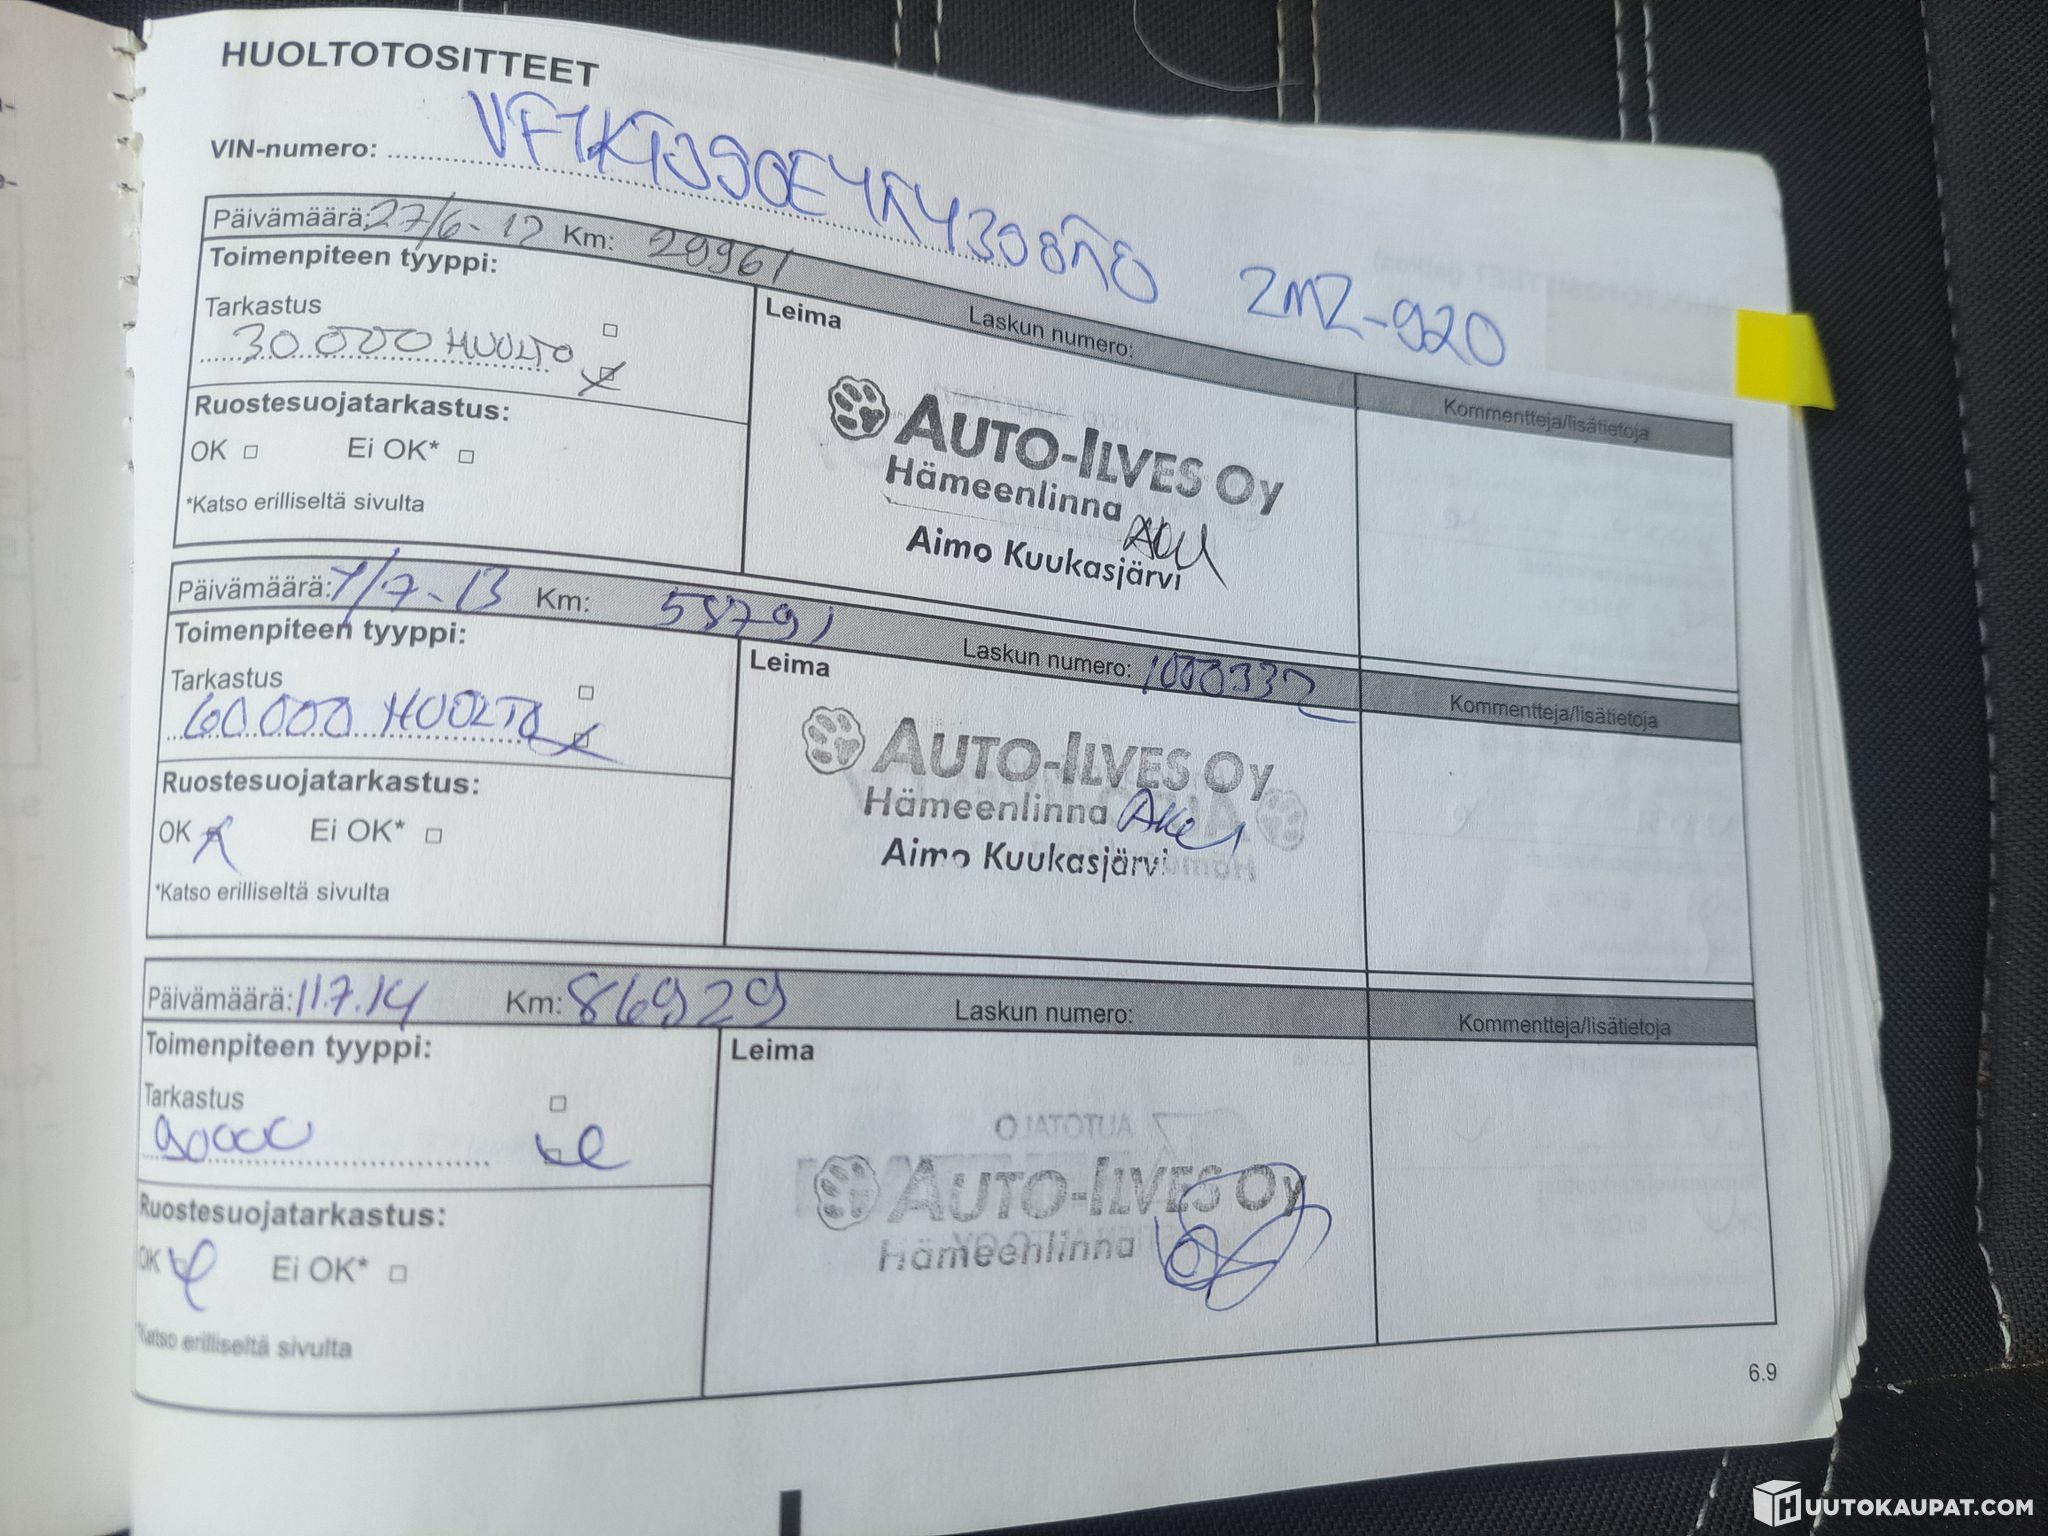 HUOLTOTOSITTEET
VIN-numero: ZMZ-920
Päivämäärä: 27/6-12 Km: 29961 Laskun numero: Kommentteja/lisätietoja
Toimenpiteen tyyppi:
Tarkastus
30.000 HUOLTO
Ruostesuojatarkastus:
OK Ei OK*
*Katso erilliseltä sivulta
Leima
AUTO-ILVES Oy
Hämeenlinna
Aimo Kuukasjärvi
Päivämäärä: 1/7-13 Km: 58791 Laskun numero: 1000332 Kommentteja/lisätietoja
Toimenpiteen tyyppi:
Tarkastus
60.000 HUOLTO
Ruostesuojatarkastus:
OK Ei OK*
*Katso erilliseltä sivulta
Leima
AUTO-ILVES Oy
Hämeenlinna
Aimo Kuukasjärvi
Päivämäärä: 11.7.14 Km: 86929 Laskun numero: Kommentteja/lisätietoja
Toimenpiteen tyyppi:
Tarkastus
90000
Ruostesuojatarkastus:
OK Ei OK*
*Katso erilliseltä sivulta
Leima
AUTO-ILVES Oy
Hämeenlinna
6.9
HUUTOKAUPAT.COM